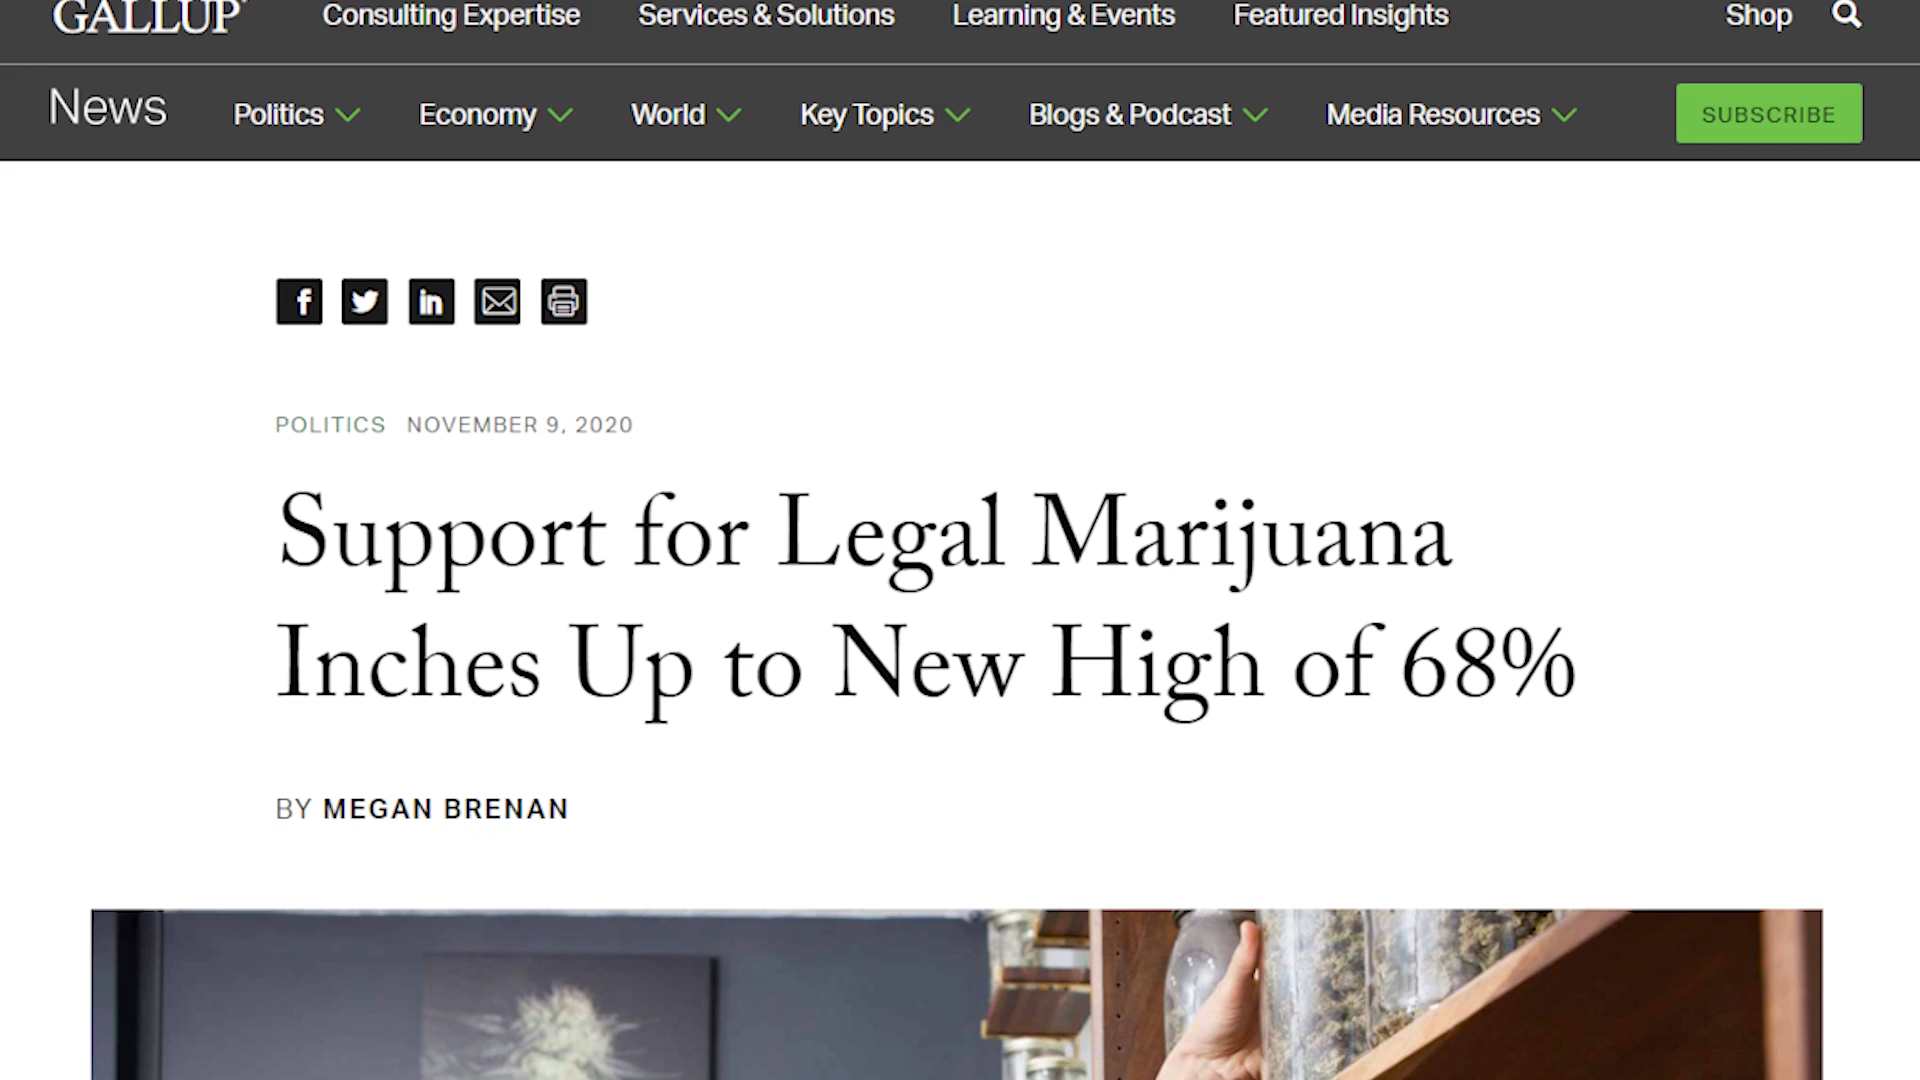 GALLUP
Consulting Expertise
Services & Solutions
Learning & Events
Featured Insights
Shop
News
Politics
Economy
World
Key Topics
Blogs & Podcast
Media Resources
SUBSCRIBE
POLITICS NOVEMBER 9, 2020
Support for Legal Marijuana
Inches Up to New High of 68%
BY MEGAN BRENAN